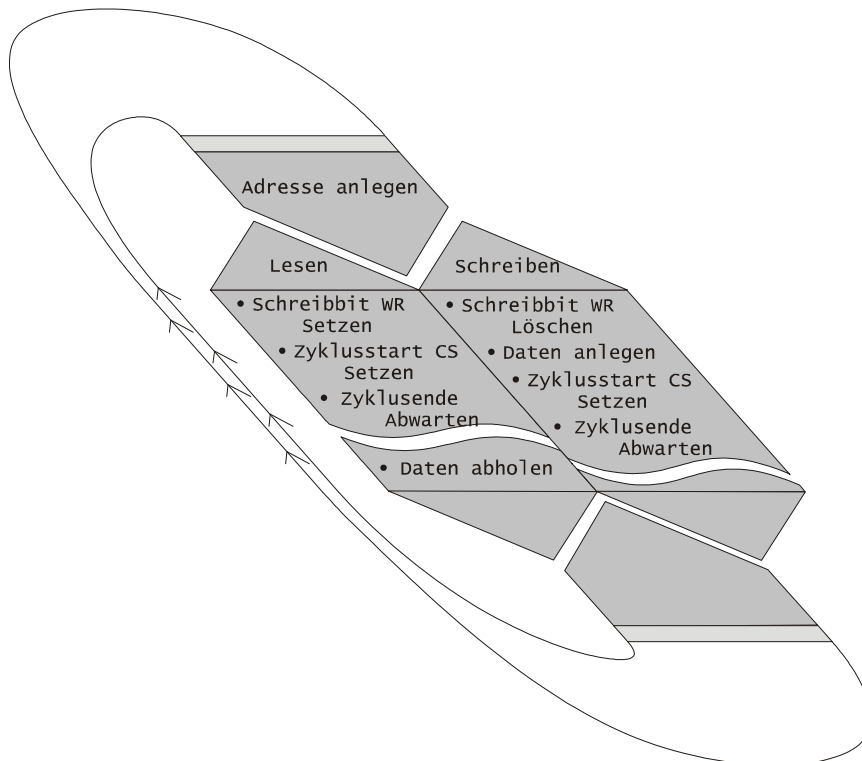 Adresse anlegen
Lesen
• Schreibbit WR
Setzen
• Zyklusstart CS
Setzen
• Zyklusende
Abwarten
• Daten abholen
Schreiben
• Schreibbit WR
Löschen
• Daten anlegen
• Zyklusstart CS
Setzen
• Zyklusende
Abwarten